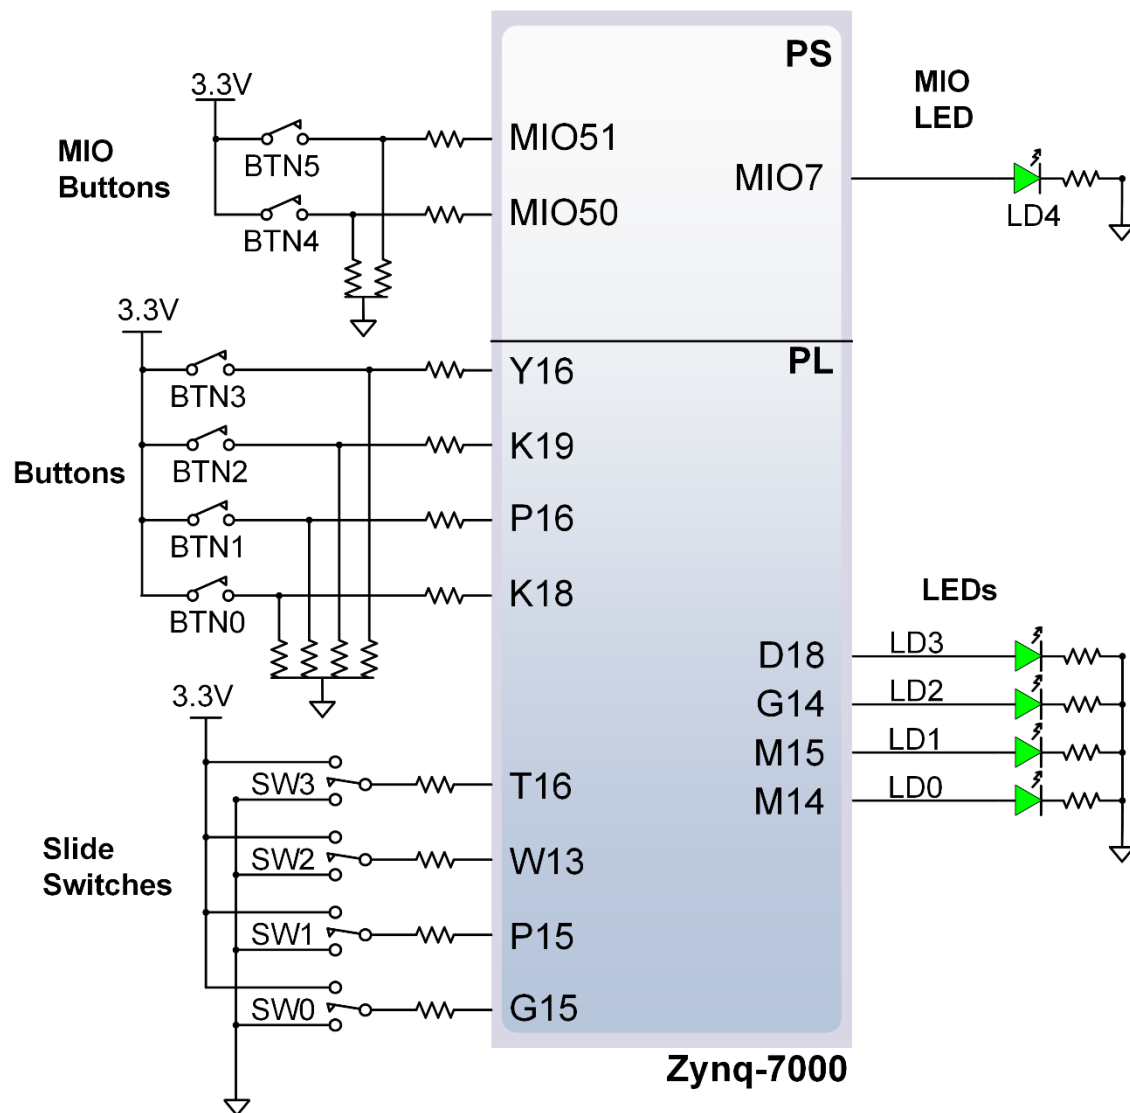 PS
MIO
LED
3.3V
MIO
Buttons
BTN5
MIO51
MIO7
BTN4
MIO50
LD4
3.3V
PL
BTN3
Y16
Buttons
BTN2
K19
BTN1
P16
BTN0
K18
LEDs
D18
LD3
G14
LD2
M15
LD1
M14
LD0
3.3V
Slide
Switches
SW3
T16
SW2
W13
SW1
P15
SW0
G15
Zynq-7000